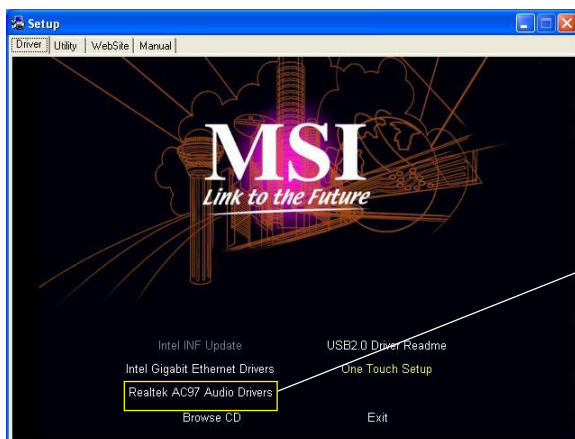 Setup
Driver Utility WebSite Manual
MSI
Link to the Future
Intel INF Update USB2.0 Driver Readme
Intel Gigabit Ethernet Drivers One Touch Setup
Realtek AC97 Audio Drivers
Browse CD Exit